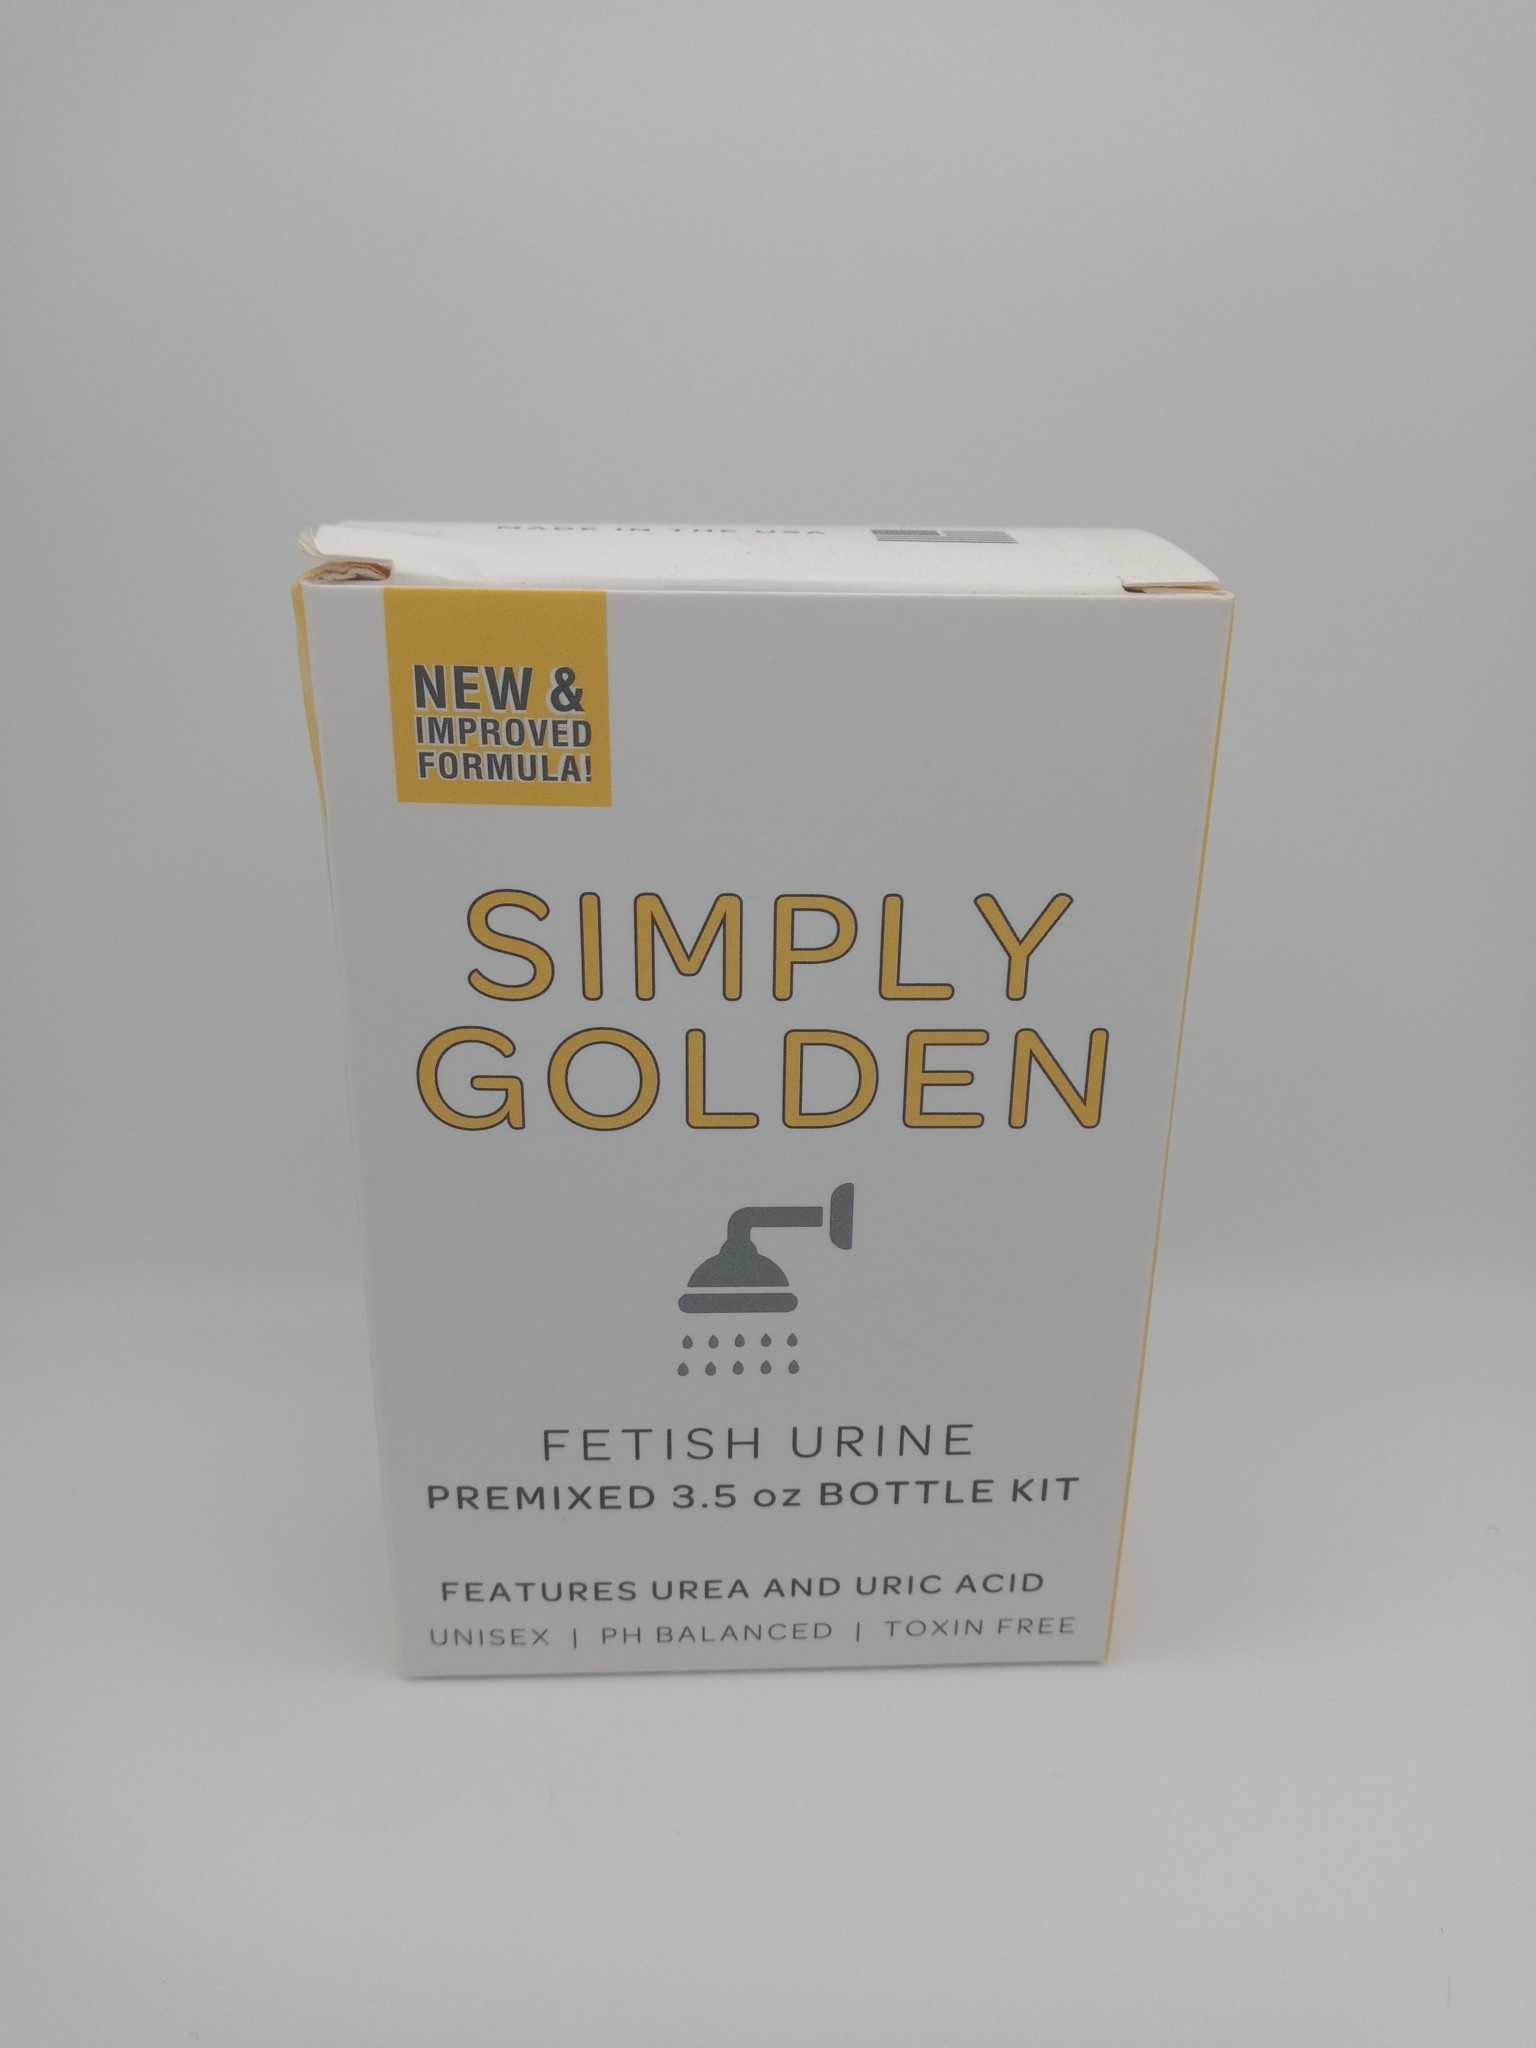 MADE IN THE USA
NEW &
IMPROVED
FORMULA!
SIMPLY
GOLDEN
FETISH URINE
PREMIXED 3.5 oz BOTTLE KIT
FEATURES UREA AND URIC ACID
UNISEX | PH BALANCED | TOXIN FREE